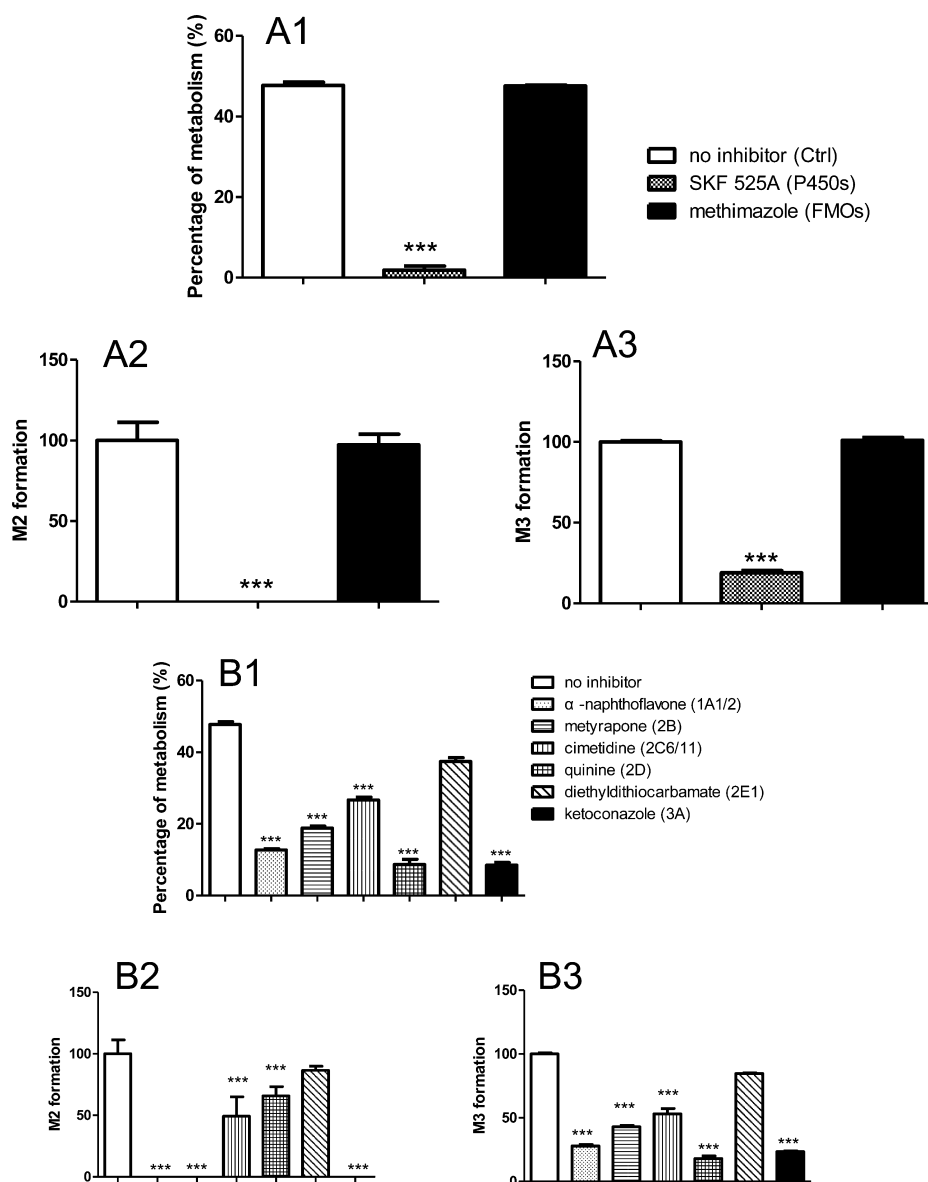 A1
Percentage of metabolism (%)
60
40
20
0
***
no inhibitor (Ctrl)
SKF 525A (P450s)
methimazole (FMOs)
A2
M2 formation
150
100
50
0
***
A3
M3 formation
150
100
50
0
***
B1
Percentage of metabolism (%)
60
40
20
0
***
***
***
***
***
no inhibitor
α -naphthoflavone (1A1/2)
metyrapone (2B)
cimetidine (2C6/11)
quinine (2D)
diethyldithiocarbamate (2E1)
ketoconazole (3A)
B2
M2 formation
150
100
50
0
***
***
***
***
***
B3
M3 formation
150
100
50
0
***
***
***
***
***